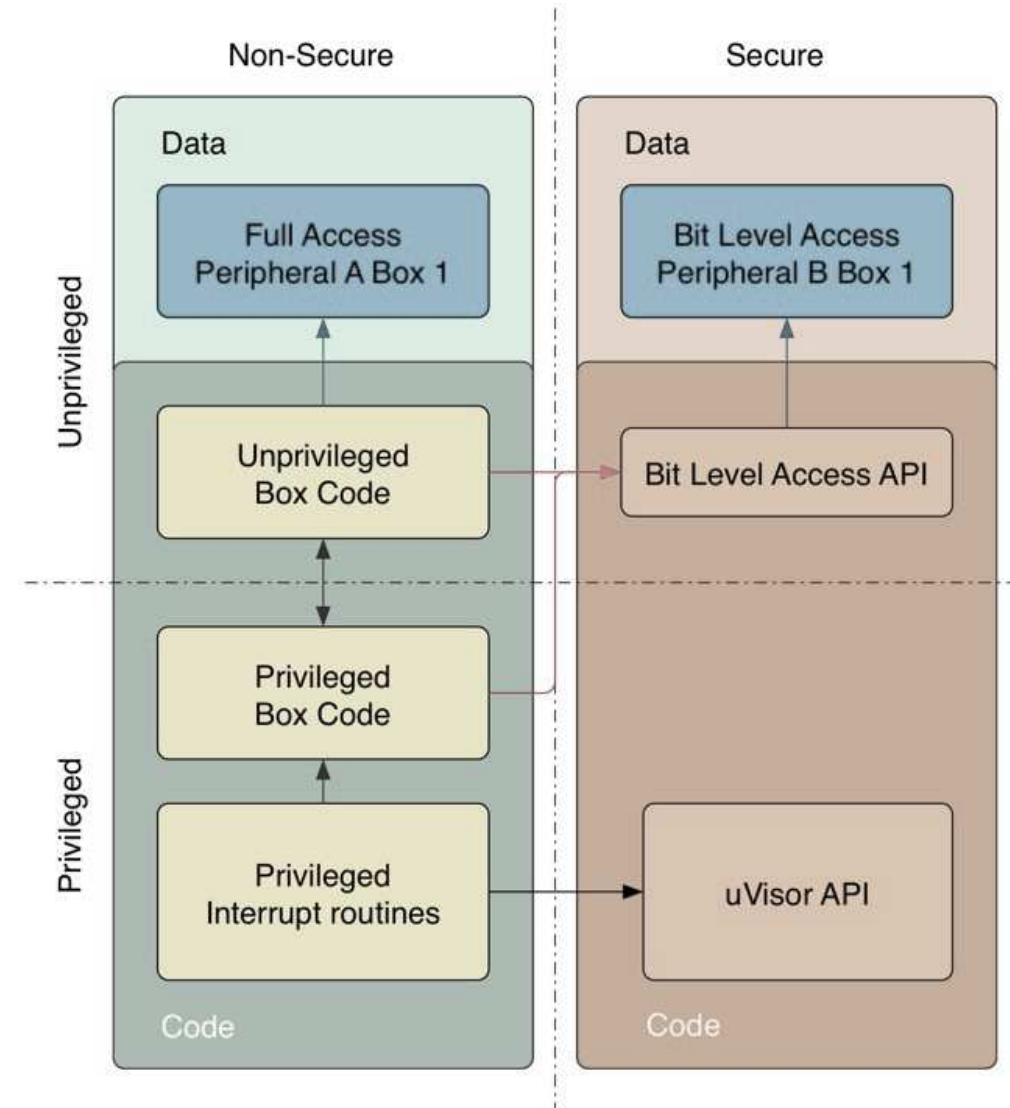 Non-Secure
Secure
Data
Data
Full Access
Peripheral A Box 1
Bit Level Access
Peripheral B Box 1
Unprivileged
Unprivileged
Box Code
Bit Level Access API
Privileged
Box Code
Privileged
Privileged
Interrupt routines
uVisor API
Code
Code